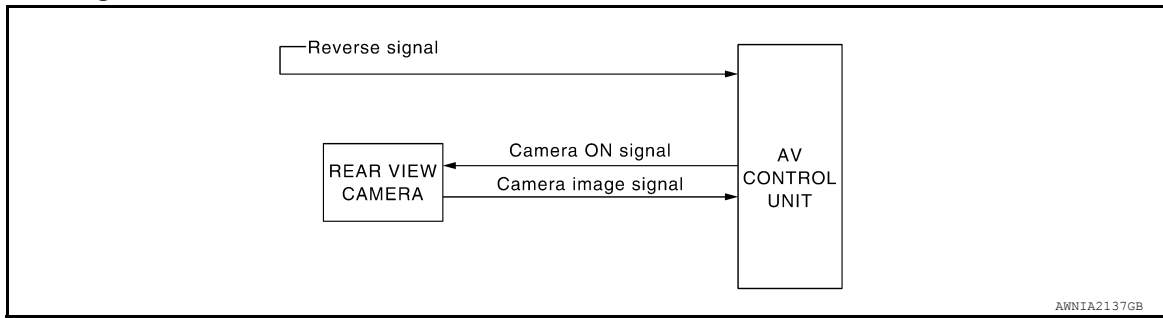 Reverse signal
Camera ON signal
REAR VIEW
CAMERA
Camera image signal
AV
CONTROL
UNIT
AWNIA2137GB